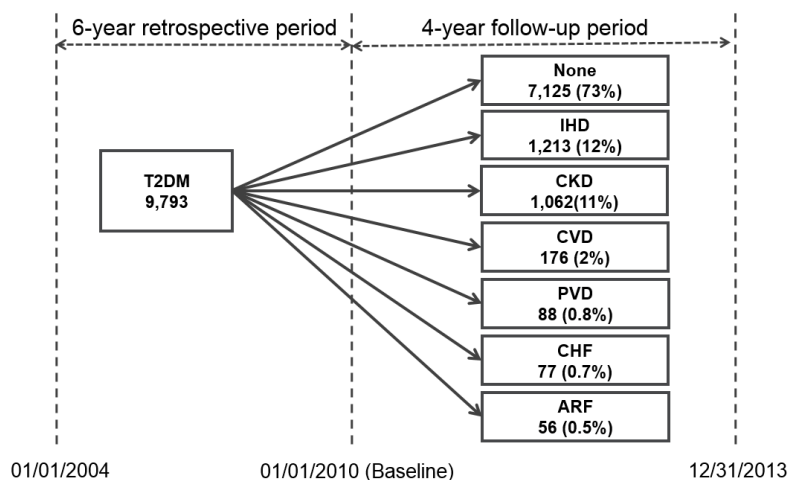 6-year retrospective period
4-year follow-up period
None
7,125 (73%)
IHD
1,213 (12%)
T2DM
9,793
CKD
1,062(11%)
CVD
176 (2%)
PVD
88 (0.8%)
CHF
77 (0.7%)
ARF
56 (0.5%)
01/01/2004
01/01/2010 (Baseline)
12/31/2013